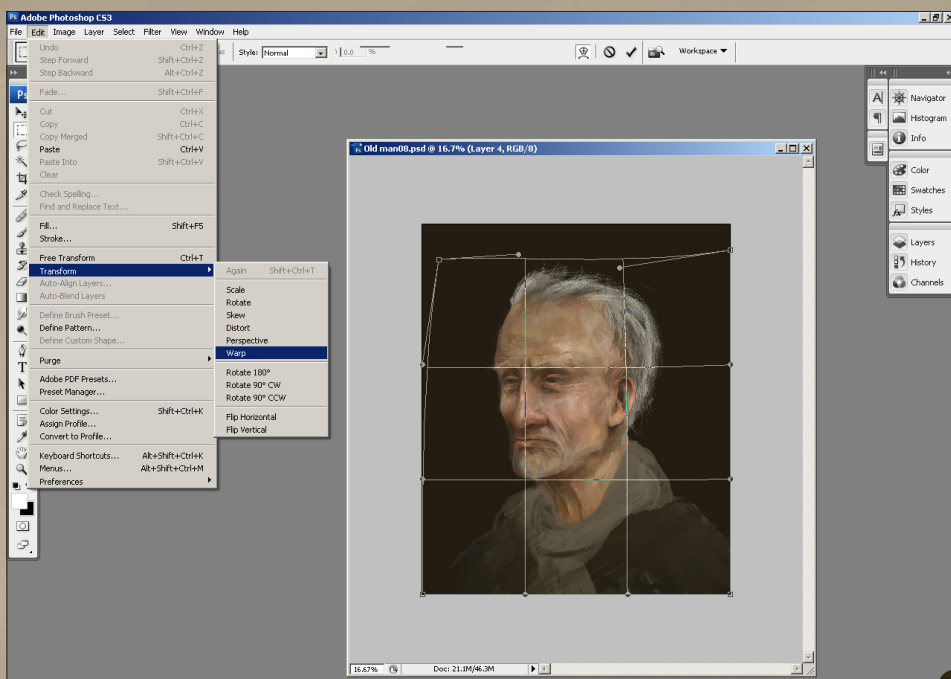 Ps Adobe Photoshop CS3
File Edit Image Layer Select Filter View Window Help
Style: Normal 0.0 % Workspace
Undo Ctrl+Z
Step Forward Shift+Ctrl+Z
Step Backward Alt+Ctrl+Z
Fade... Shift+Ctrl+F
Cut Ctrl+X
Copy Ctrl+C
Copy Merged Shift+Ctrl+C
Paste Ctrl+V
Paste Into Shift+Ctrl+V
Clear
Check Spelling...
Find and Replace Text...
Fill... Shift+F5
Stroke...
Free Transform Ctrl+T
Transform
Auto-Align Layers...
Auto-Blend Layers
Define Brush Preset...
Define Pattern...
Define Custom Shape...
Purge
Adobe PDF Presets...
Preset Manager...
Color Settings... Shift+Ctrl+K
Assign Profile...
Convert to Profile...
Keyboard Shortcuts... Alt+Shift+Ctrl+K
Menus... Alt+Shift+Ctrl+M
Preferences
Again Shift+Ctrl+T
Scale
Rotate
Skew
Distort
Perspective
Warp
Rotate 180°
Rotate 90° CW
Rotate 90° CCW
Flip Horizontal
Flip Vertical
Old man08.psd @ 16.7% (Layer 4, RGB/8)
16.67% Doc: 21.1M/46.3M
Navigator
Histogram
Info
Color
Swatches
Styles
Layers
History
Channels